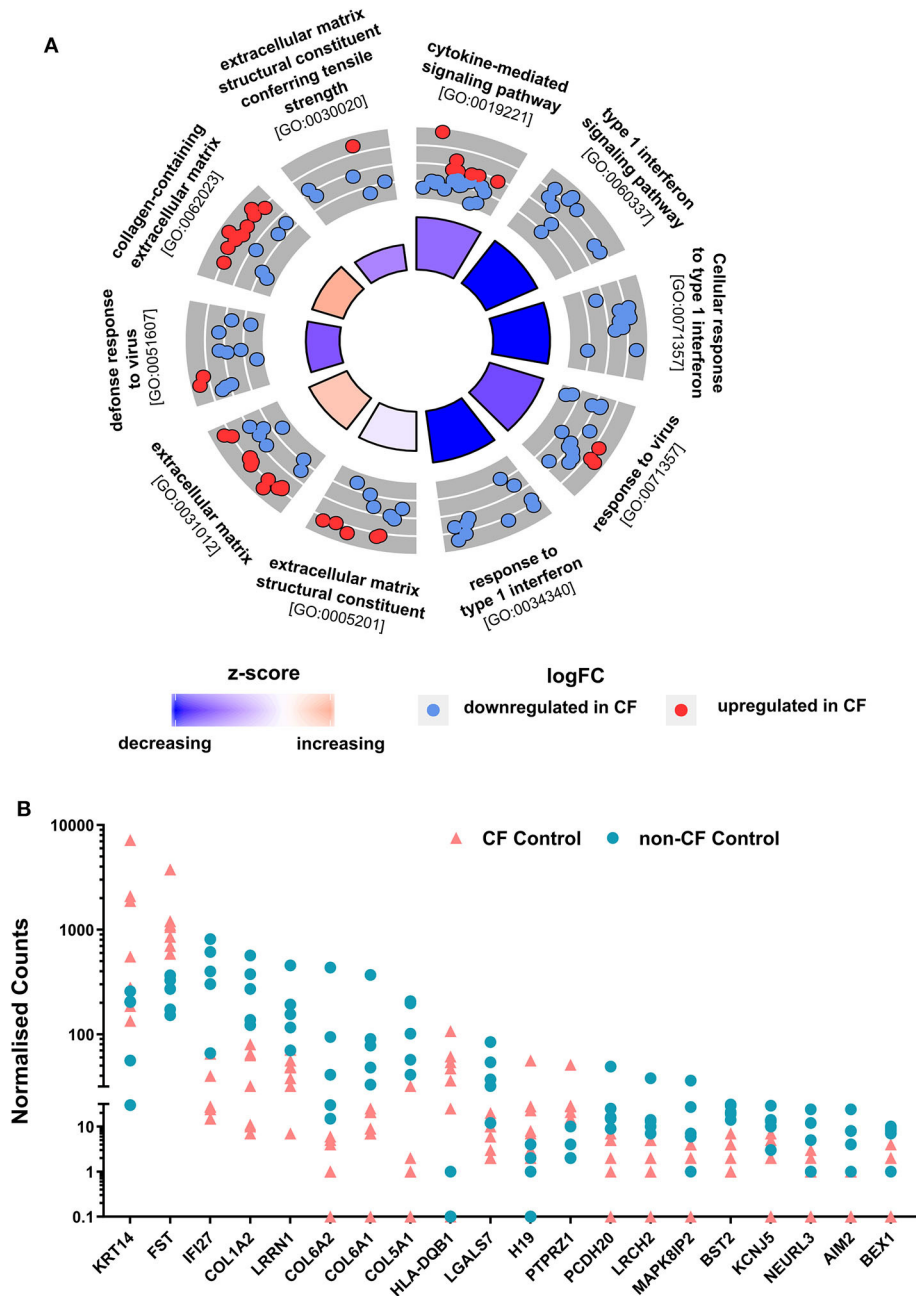 A
extracellular matrix
structural constituent
conferring tensile
strength
[GO:0030020]
cytokine-mediated
signaling pathway
[GO:0019221]
type 1 interferon
signaling pathway
[GO:0060337]
Cellular response
to type 1 interferon
[GO:0071357]
response to virus
[GO:0071357]
response to
type 1 interferon
[GO:0034340]
extracellular matrix
structural constituent
[GO:0005201]
extracellular matrix
[GO:0031012]
defense response
to virus
[GO:0051607]
collagen-containing
extracellular matrix
[GO:0062023]
z-score
decreasing
increasing
logFC
downregulated in CF
upregulated in CF
B
CF Control
non-CF Control
Normalised Counts
10000
1000
100
10
1
0.1
KRT14
FST
IFI27
COL1A2
LRRN1
COL6A2
COL6A1
COL5A1
HLA-DQB1
LGALS7
H19
PTPRZ1
PCDH20
LRCH2
MAPK8IP2
BST2
KCNJ5
NEURL3
AIM2
BEX1